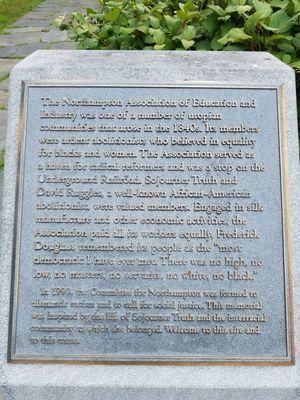 The Northampton Association of Education and
Industry was one of a number of utopian
communities that arose in the 1840s. Its members
were ardent abolitionists who believed in equality
for blacks and women. The Association served as
a haven for reform reformers and was a stop on the
Underground Railroad. Sojourner Truth and
David Ruggles, a well-known African-American
abolitionist, were valued members. Engaged in silk
manufacture and other economic activities, the
Association paid all its workers equally. Frederick
Douglass remembered its people as the "most
democratic I have ever met. There was no high, no
low, no masters, no servants, no white, no black."
In the Committee for Northampton was formed to
dismantle racism and to call for social justice. This memorial
was inspired by the life of Sojourner Truth and the interracial
community to which she belonged. Welcome to this site and
to this cause.